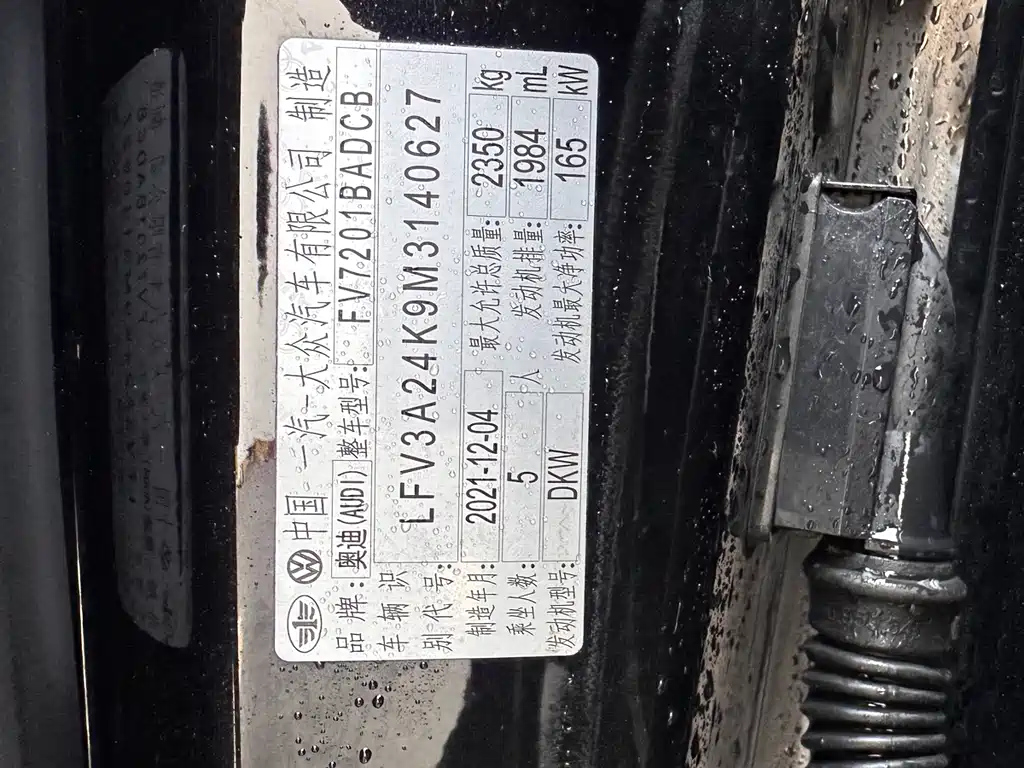 中国一汽-大众汽车有限公司 制造
品牌:奥迪(AUDI) 整车型号:FV7201BADCB
车辆识别代号:LFV3A24K9M3140627
制造年月:2021-12-04 最大允许总质量:2350 kg
乘坐人数:5 人 发动机排量:1984 mL
发动机型号:DKW 发动机最大净功率:165 kW